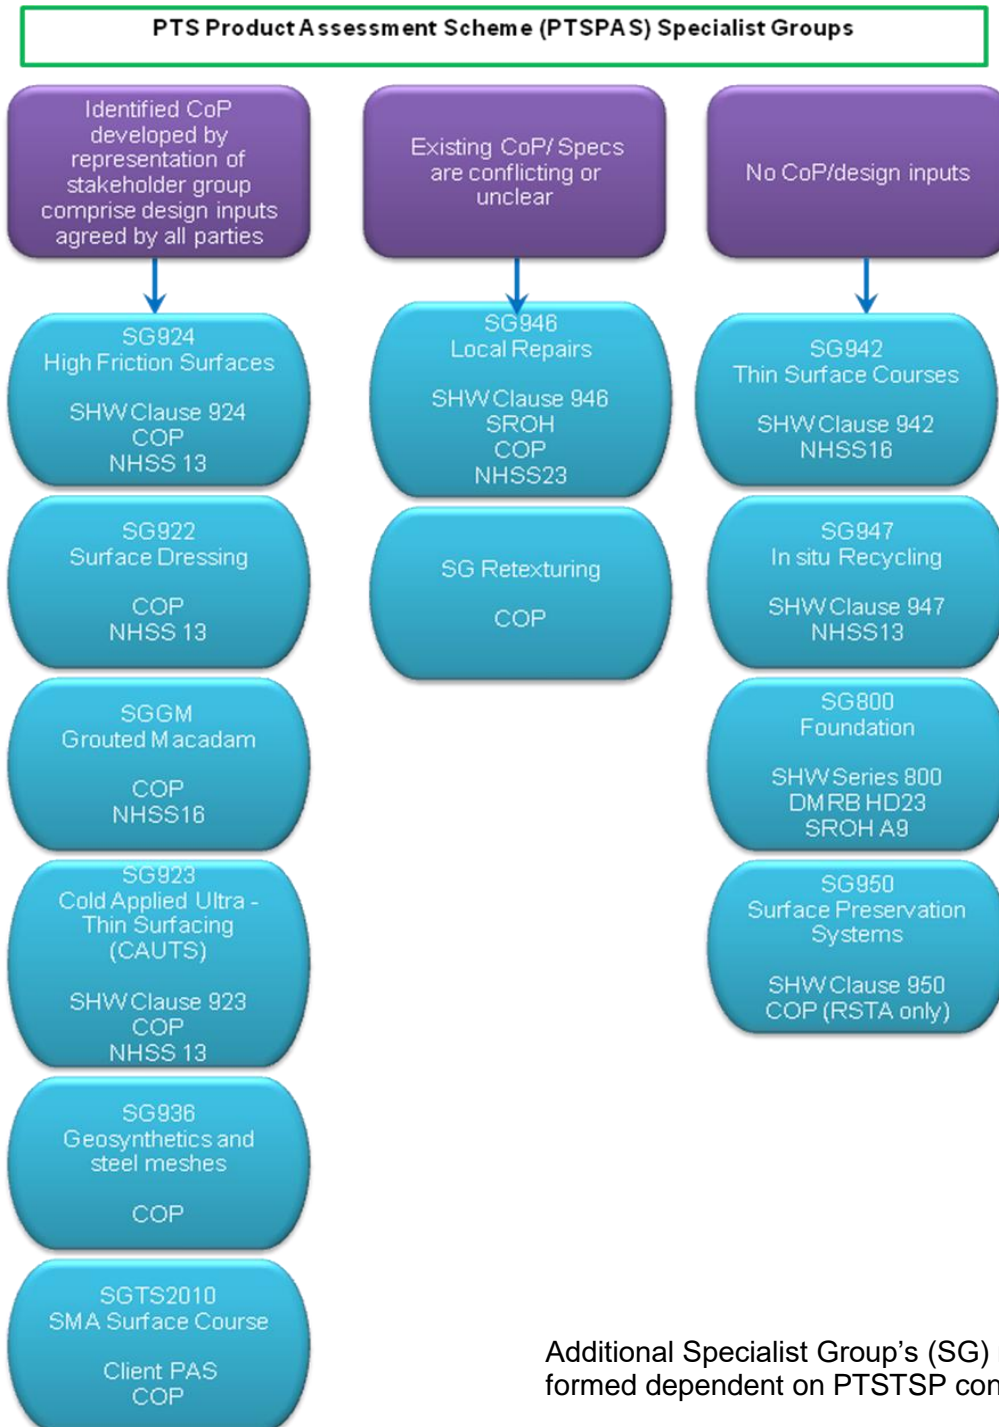 PTS Product Assessment Scheme (PTSPAS) Specialist Groups
Identified CoP
developed by
representation of
stakeholder group
comprise design inputs
agreed by all parties
SG924
High Friction Surfaces
SHW Clause 924
COP
NHSS 13
SG922
Surface Dressing
COP
NHSS 13
SGGM
Grouted Macadam
COP
NHSS16
SG923
Cold Applied Ultra -
Thin Surfacing
(CAUTS)
SHW Clause 923
COP
NHSS 13
SG936
Geosynthetics and
steel meshes
COP
SGTS2010
SMA Surface Course
Client PAS
COP
Existing CoP/ Specs
are conflicting or
unclear
SG946
Local Repairs
SHW Clause 946
SROH
COP
NHSS23
SG Retexturing
COP
No CoP/design inputs
SG942
Thin Surface Courses
SHW Clause 942
NHSS16
SG947
In situ Recycling
SHW Clause 947
NHSS13
SG800
Foundation
SHW Series 800
DMRB HD23
SROH A9
SG950
Surface Preservation
Systems
SHW Clause 950
COP (RSTA only)
Additional Specialist Group's (SG)
formed dependent on PTSTSP